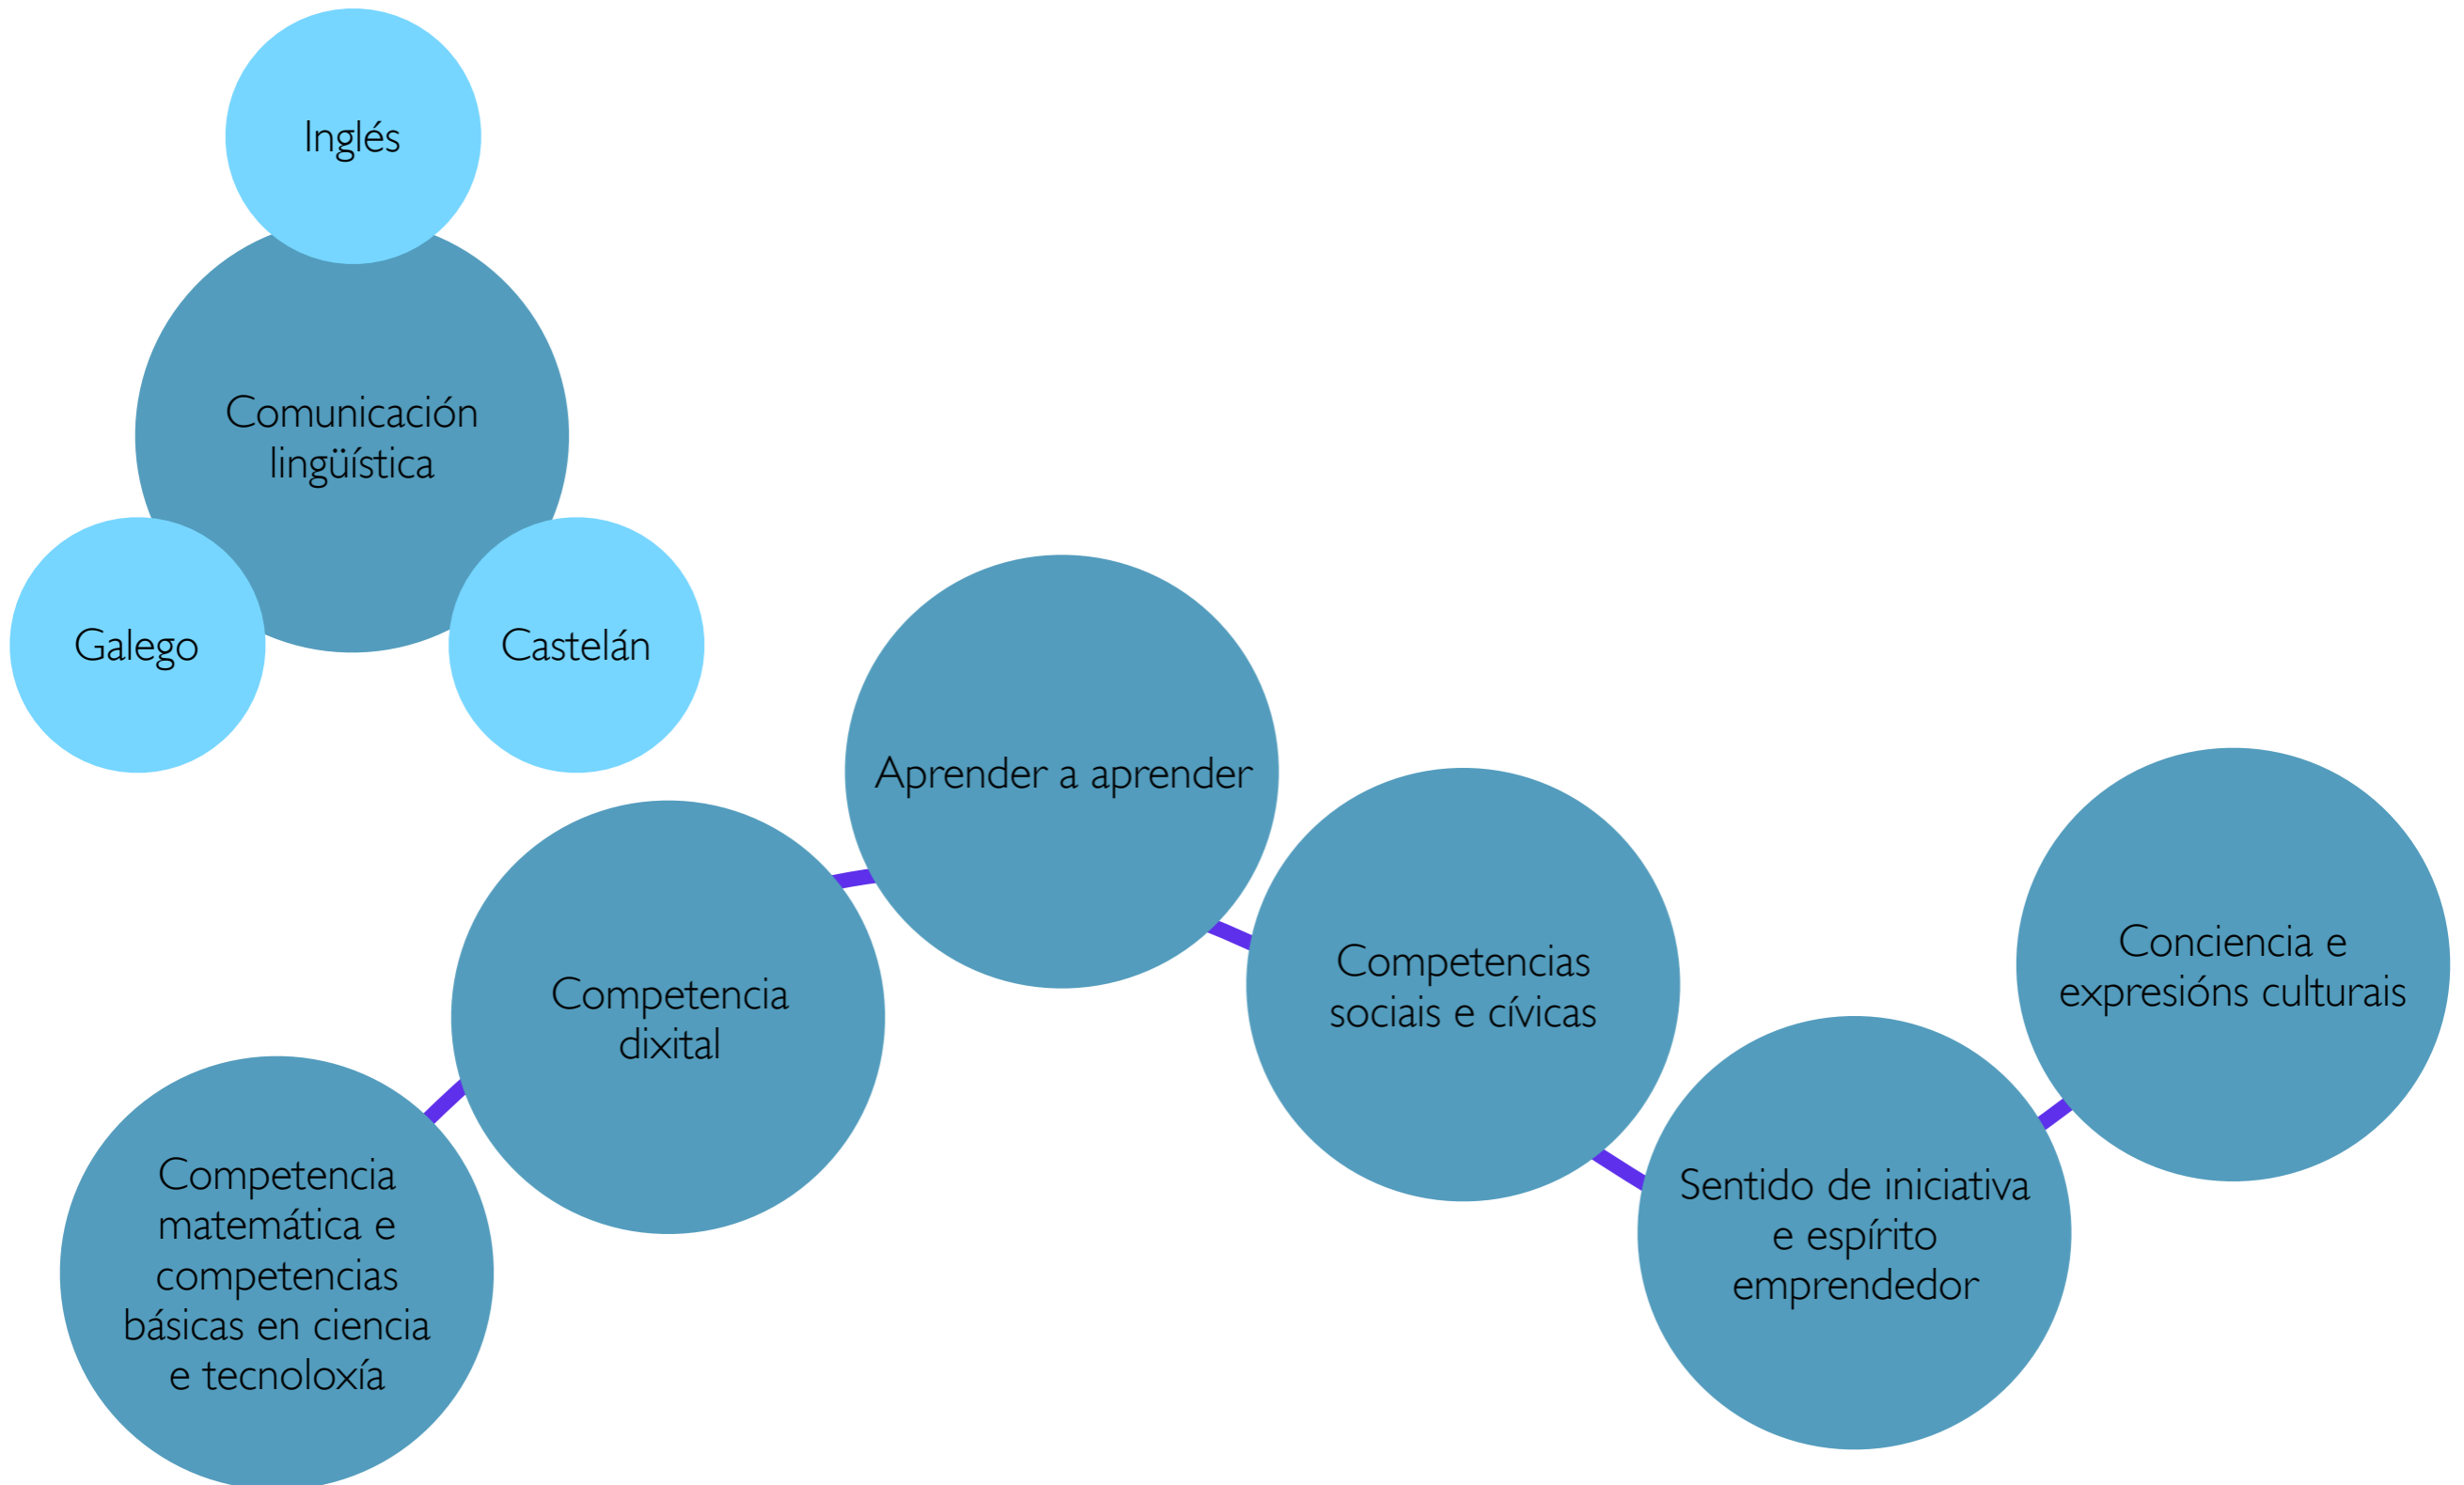 Inglés
Comunicación
lingüística
Galego
Castelán
Aprender a aprender
Competencia
dixital
Competencias
sociais e cívicas
Conciencia e
expresións culturais
Competencia
matemática e
competencias
básicas en ciencia
e tecnoloxía
Sentido de iniciativa
e espírito
emprendedor